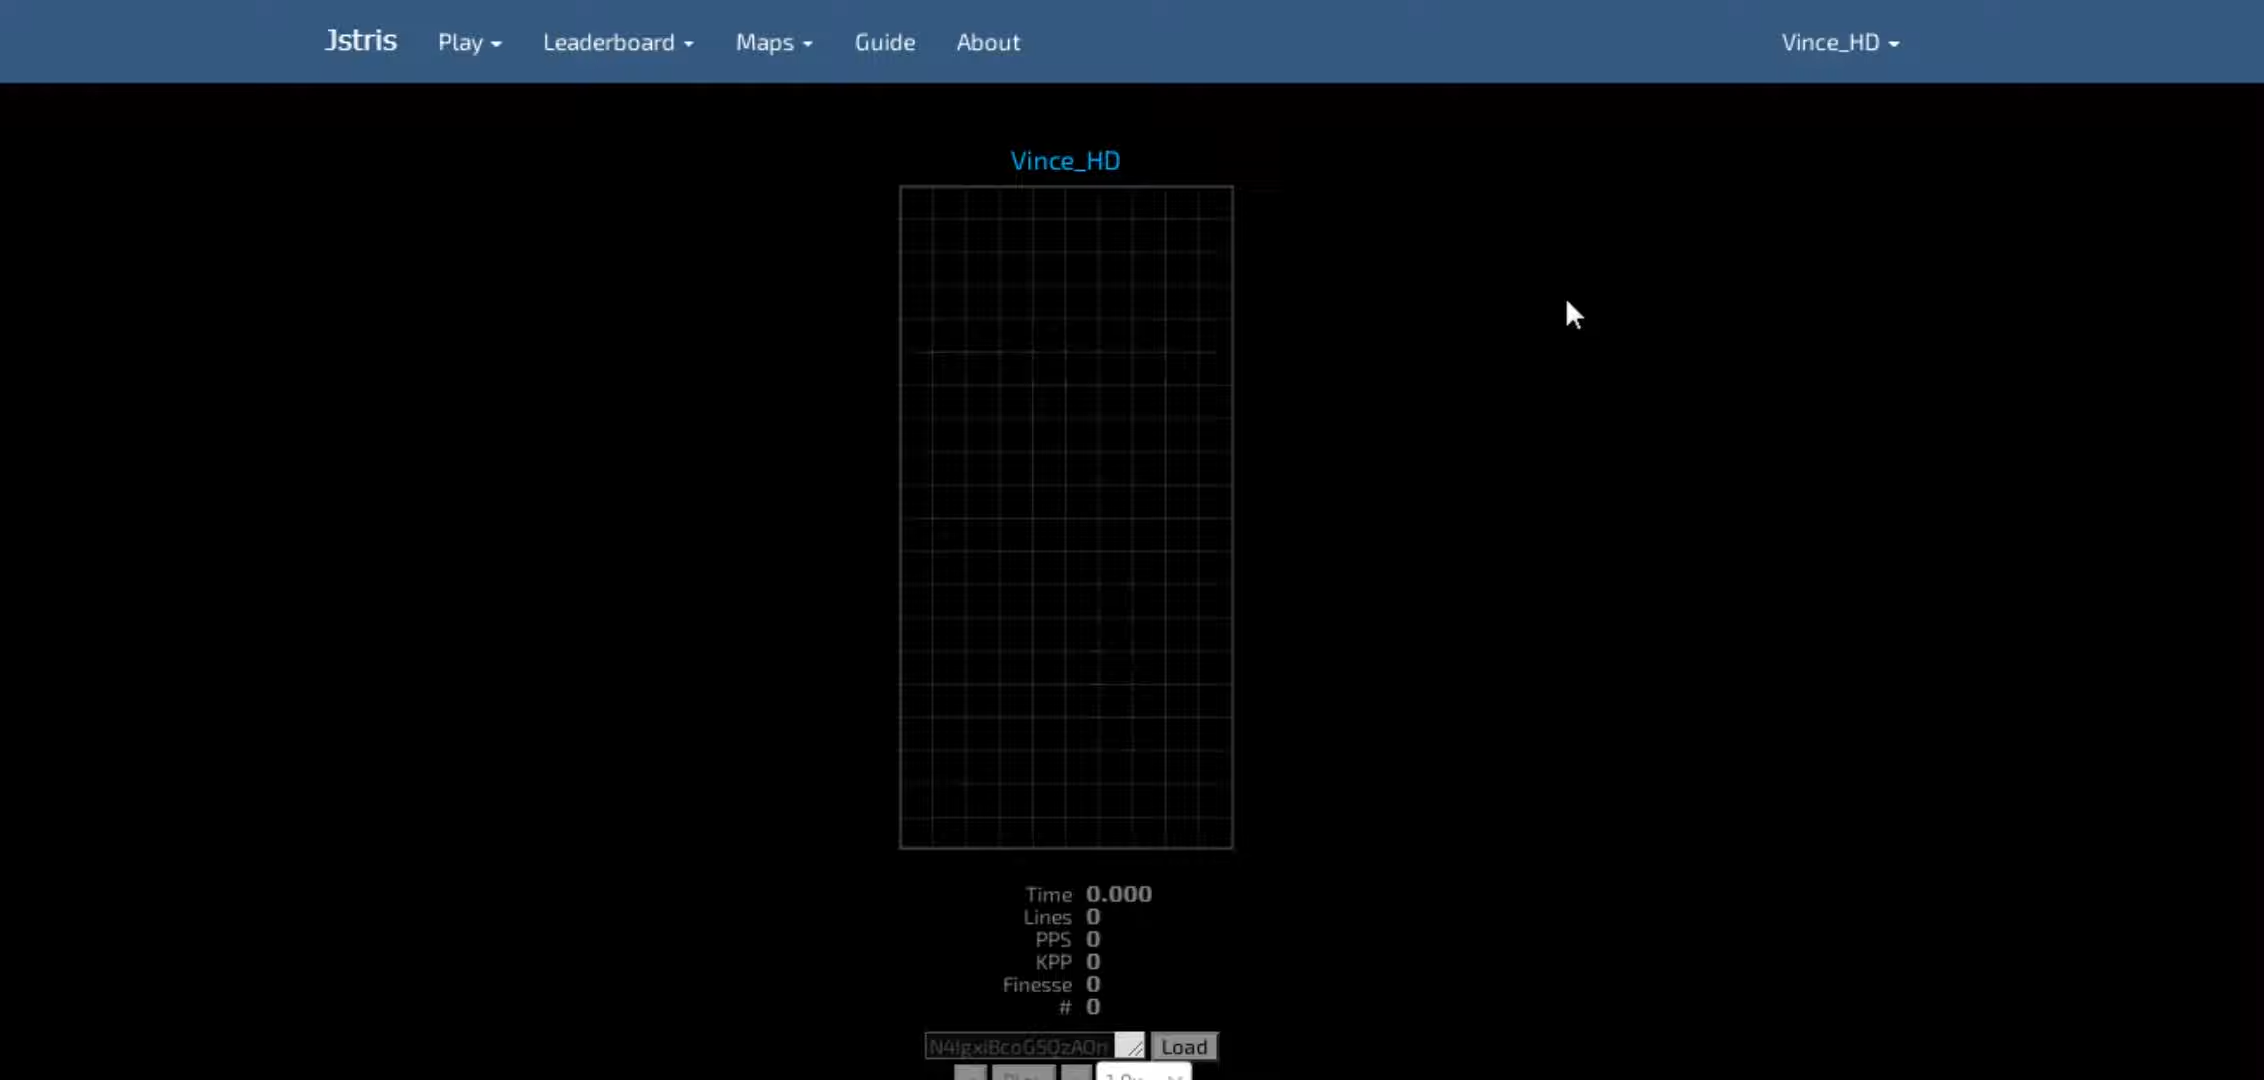 Jstris Play Leaderboard Maps Guide About Vince_HD
Vince_HD
Time 0.000
Lines 0
PPS 0
KPP 0
Finesse 0
# 0
Load